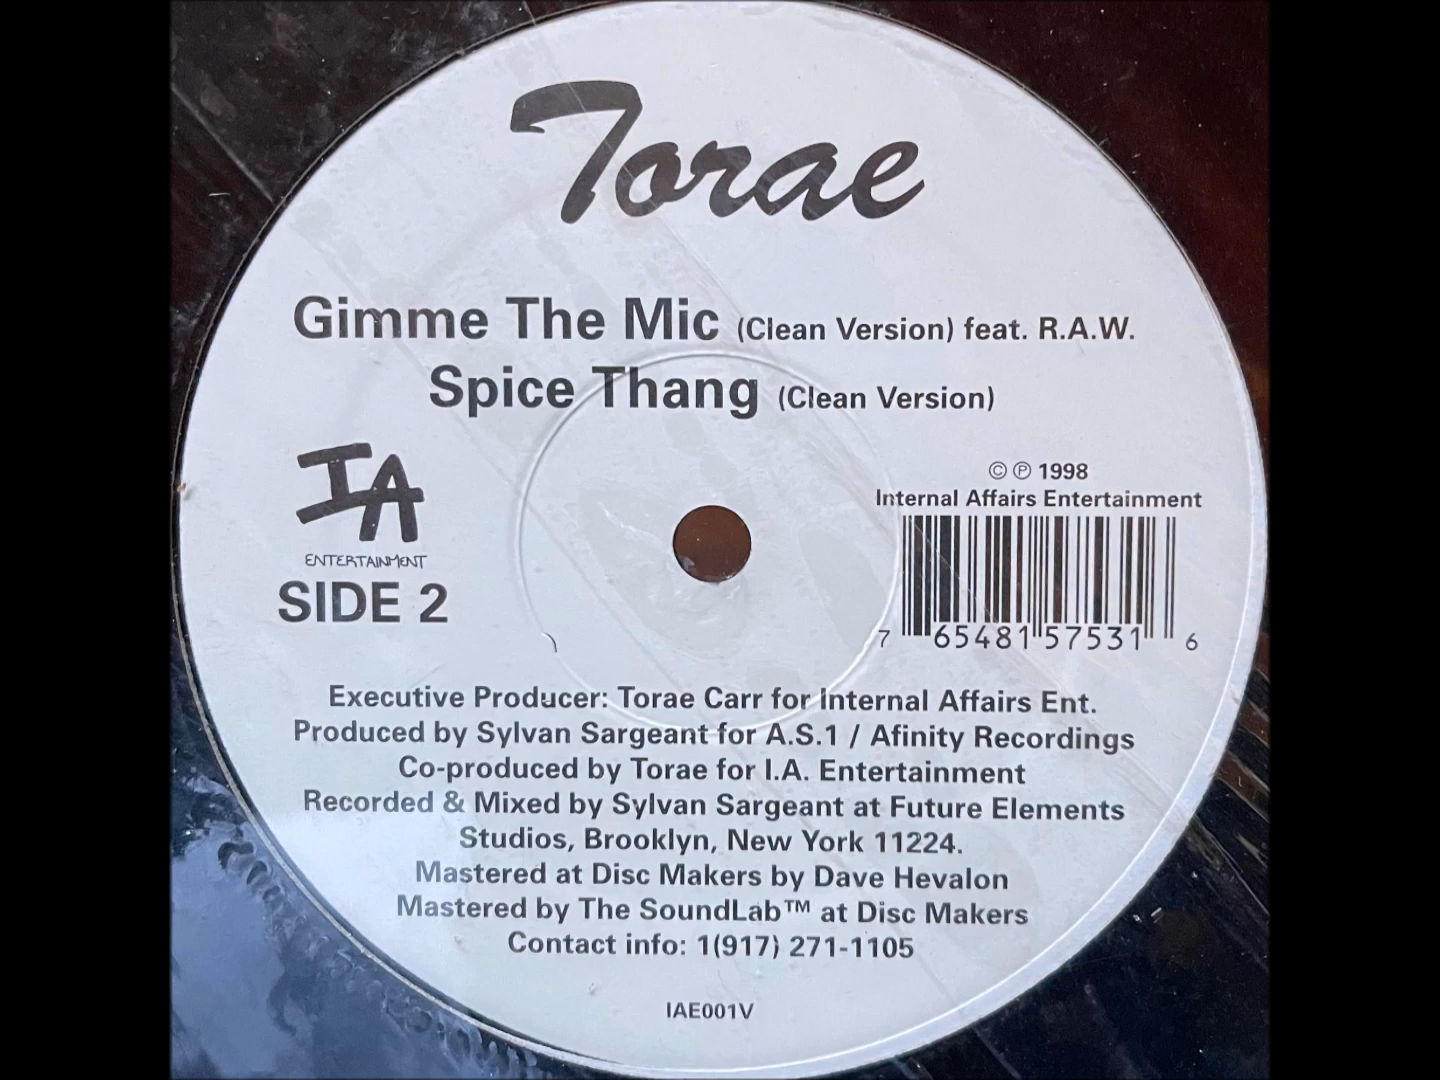 Torae
Gimme The Mic (Clean Version) feat. R.A.W.
Spice Thang (Clean Version)
IA
ENTERTAINMENT
SIDE 2
© ℗ 1998
Internal Affairs Entertainment
7 65481 57531 6
Executive Producer: Torae Carr for Internal Affairs Ent.
Produced by Sylvan Sargeant for A.S.1 / Afinity Recordings
Co-produced by Torae for I.A. Entertainment
Recorded & Mixed by Sylvan Sargeant at Future Elements
Studios, Brooklyn, New York 11224.
Mastered at Disc Makers by Dave Hevalon
Mastered by The SoundLab™ at Disc Makers
Contact info: 1(917) 271-1105
IAE001V